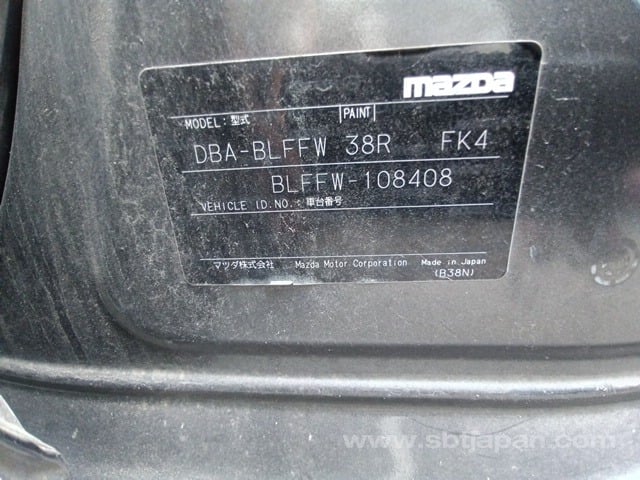 mazda
MODEL: 型式 PAINT
DBA-BLFFW 38R FK4
BLFFW-108408
VEHICLE ID.NO.: 車台番号
マツダ株式会社 Mazda Motor Corporation Made in Japan
(B38N)
www.sbtjapan.com